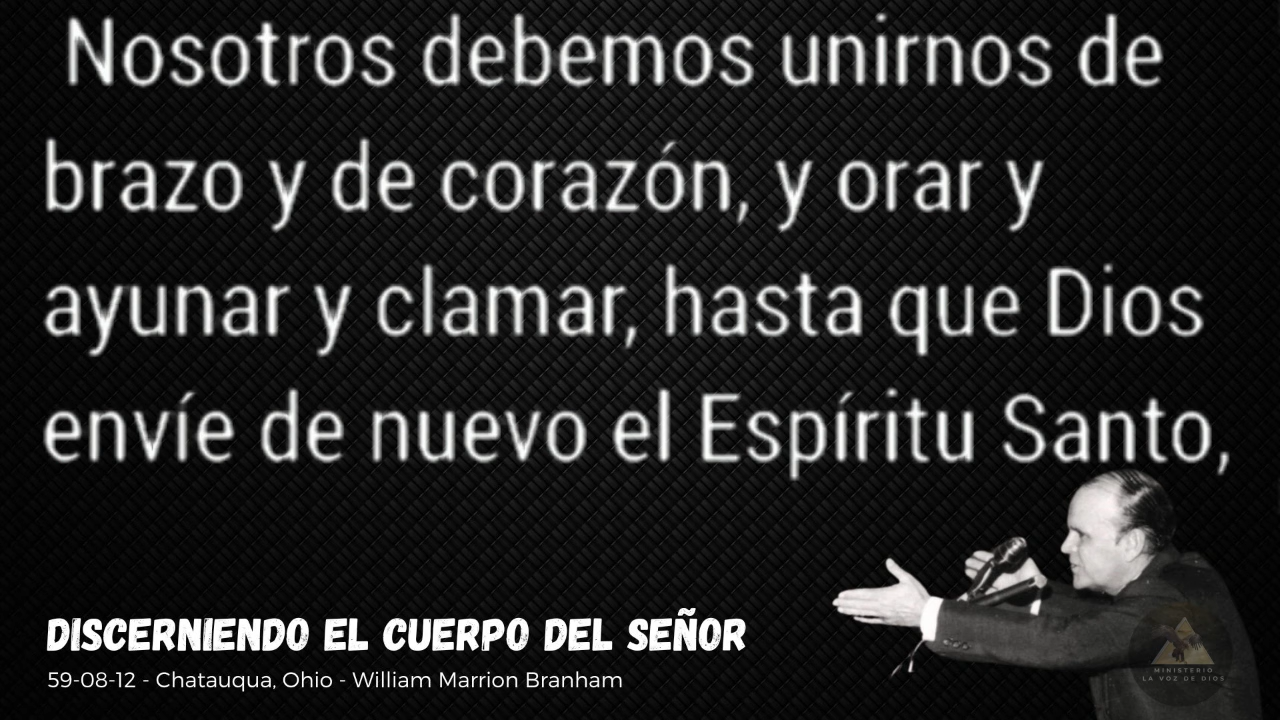 Nosotros debemos unirnos de
brazo y de corazón, y orar y
ayunar y clamar, hasta que Dios
envíe de nuevo el Espíritu Santo,
DISCERNIENDO EL CUERPO DEL SEÑOR
59-08-12 - Chatauqua, Ohio - William Marrion Branham
MINISTERIO
LA VOZ DE DIOS